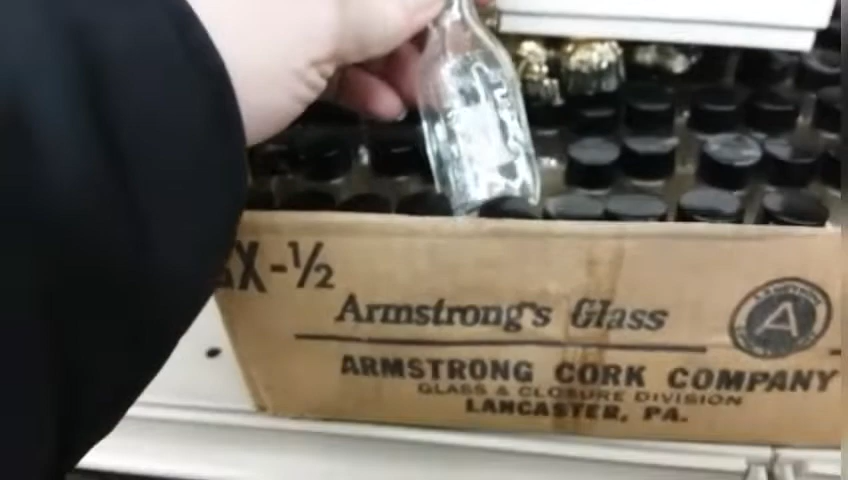 X-½
Armstrong's Glass
A
ARMSTRONG CORK COMPANY
GLASS & CLOSURE DIVISION
LANCASTER, PA.